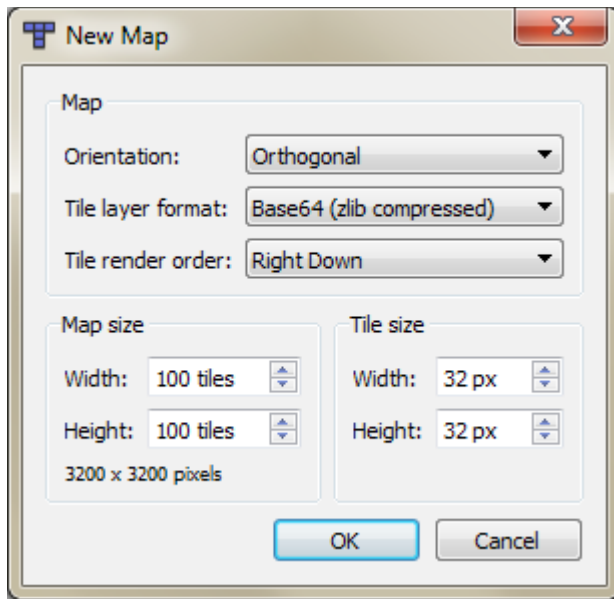 New Map
Map
Orientation: Orthogonal
Tile layer format: Base64 (zlib compressed)
Tile render order: Right Down
Map size
Width: 100 tiles
Height: 100 tiles
3200 x 3200 pixels
Tile size
Width: 32 px
Height: 32 px
OK Cancel